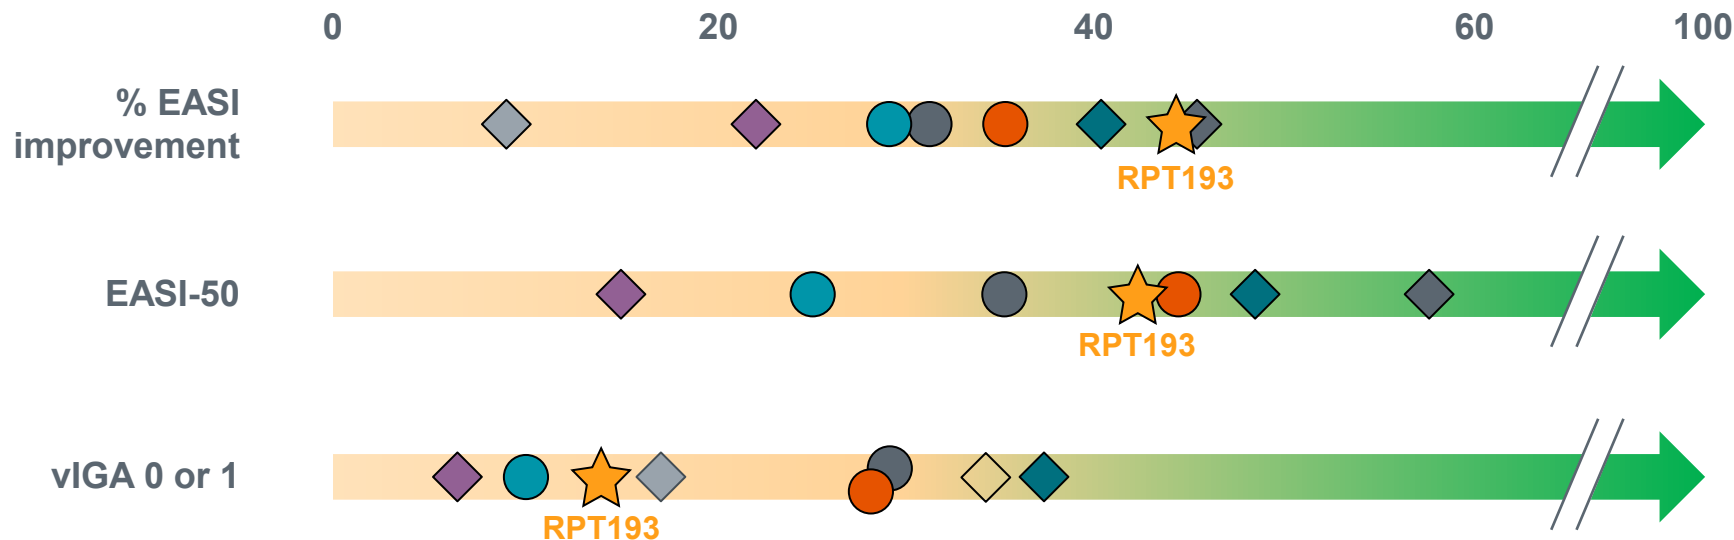 0 20 40 60 100
% EASI
improvement
RPT193
EASI-50
RPT193
vIGA 0 or 1
RPT193